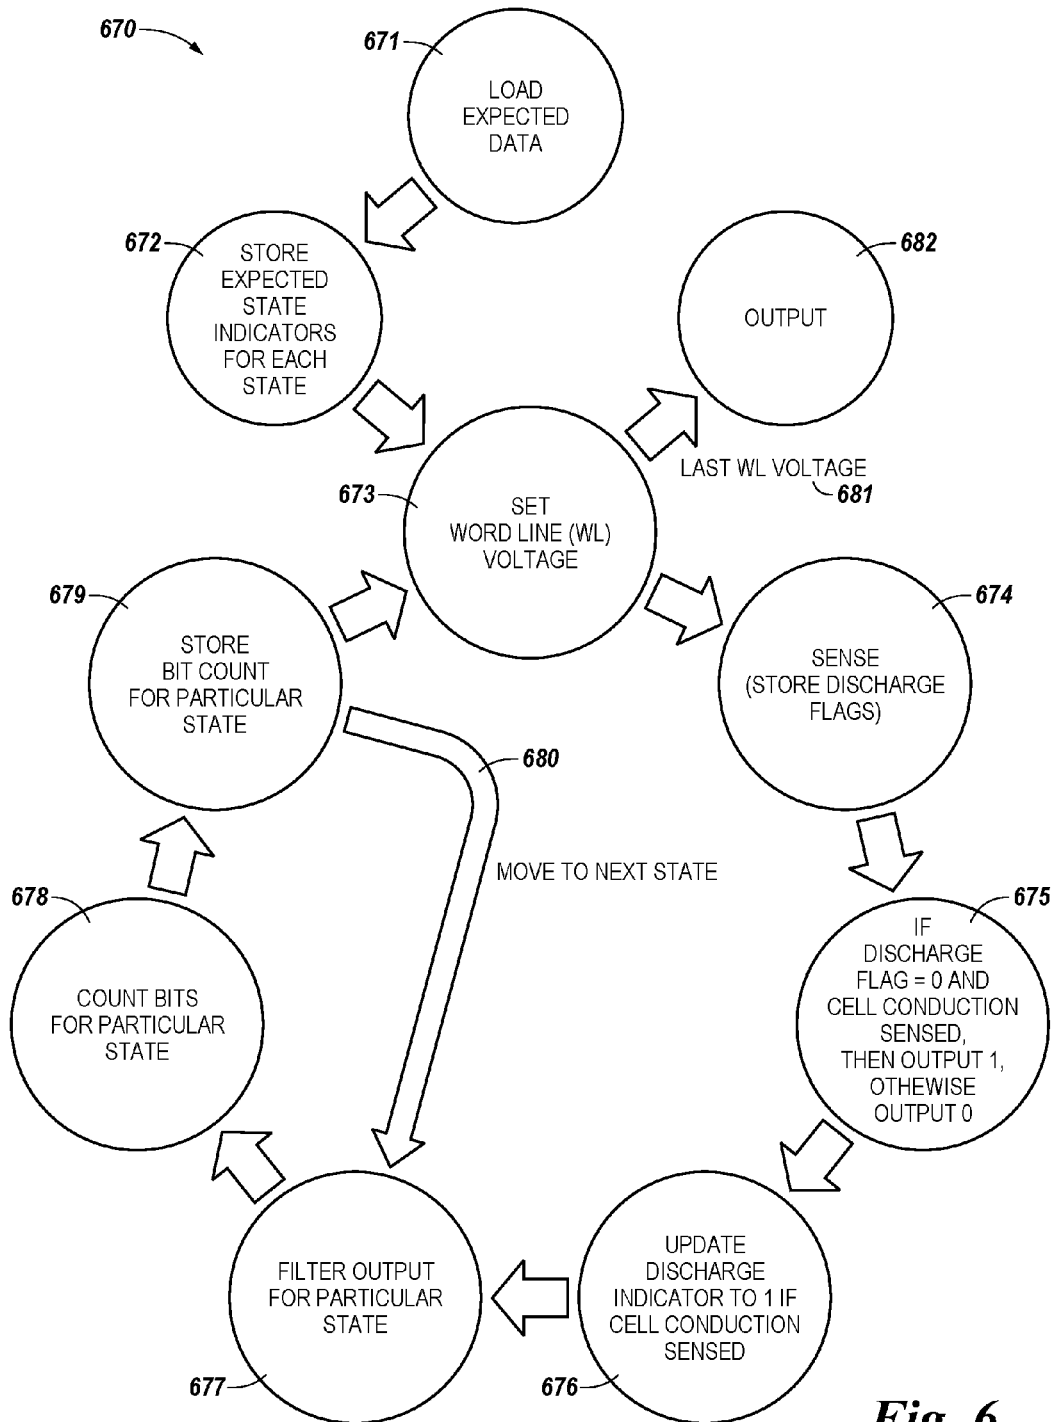 670
671
LOAD
EXPECTED
DATA
672
STORE
EXPECTED
STATE
INDICATORS
FOR EACH
STATE
682
OUTPUT
LAST WL VOLTAGE
681
673
SET
WORD LINE (WL)
VOLTAGE
679
STORE
BIT COUNT
FOR PARTICULAR
STATE
674
SENSE
(STORE DISCHARGE
FLAGS)
680
MOVE TO NEXT STATE
678
COUNT BITS
FOR PARTICULAR
STATE
675
IF
DISCHARGE
FLAG = 0 AND
CELL CONDUCTION
SENSED,
THEN OUTPUT 1,
OTHEWISE
OUTPUT 0
FILTER OUTPUT
FOR PARTICULAR
STATE
677
UPDATE
DISCHARGE
INDICATOR TO 1 IF
CELL CONDUCTION
SENSED
676
Fig. 6